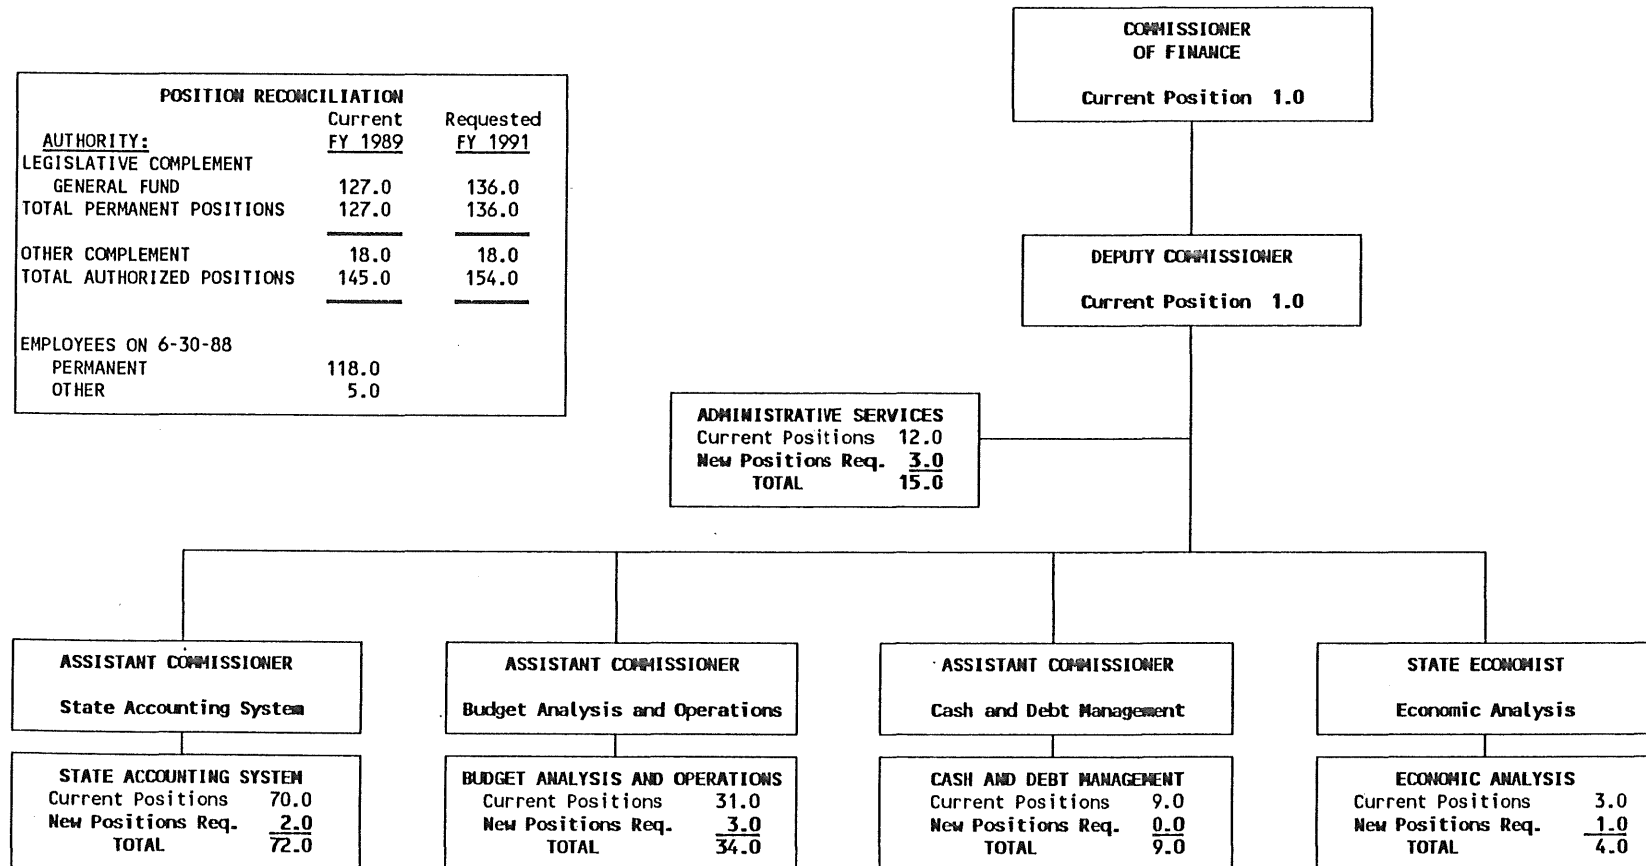 COMMISSIONER
OF FINANCE
Current Position 1.0
POSITION RECONCILIATION
Current Requested
AUTHORITY: FY 1989 FY 1991
LEGISLATIVE COMPLEMENT
GENERAL FUND 127.0 136.0
TOTAL PERMANENT POSITIONS 127.0 136.0
OTHER COMPLEMENT 18.0 18.0
TOTAL AUTHORIZED POSITIONS 145.0 154.0
EMPLOYEES ON 6-30-88
PERMANENT 118.0
OTHER 5.0
DEPUTY COMMISSIONER
Current Position 1.0
ADMINISTRATIVE SERVICES
Current Positions 12.0
New Positions Req. 3.0
TOTAL 15.0
ASSISTANT COMMISSIONER
State Accounting System
ASSISTANT COMMISSIONER
Budget Analysis and Operations
ASSISTANT COMMISSIONER
Cash and Debt Management
STATE ECONOMIST
Economic Analysis
STATE ACCOUNTING SYSTEM
Current Positions 70.0
New Positions Req. 2.0
TOTAL 72.0
BUDGET ANALYSIS AND OPERATIONS
Current Positions 31.0
New Positions Req. 3.0
TOTAL 34.0
CASH AND DEBT MANAGEMENT
Current Positions 9.0
New Positions Req. 0.0
TOTAL 9.0
ECONOMIC ANALYSIS
Current Positions 3.0
New Positions Req. 1.0
TOTAL 4.0